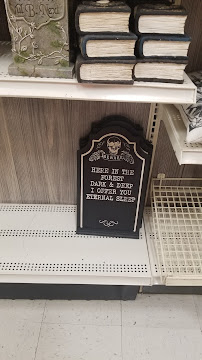 HERE IN THE
FOREST
DARK & DEEP
I OFFER YOU
ETERNAL SLEEP